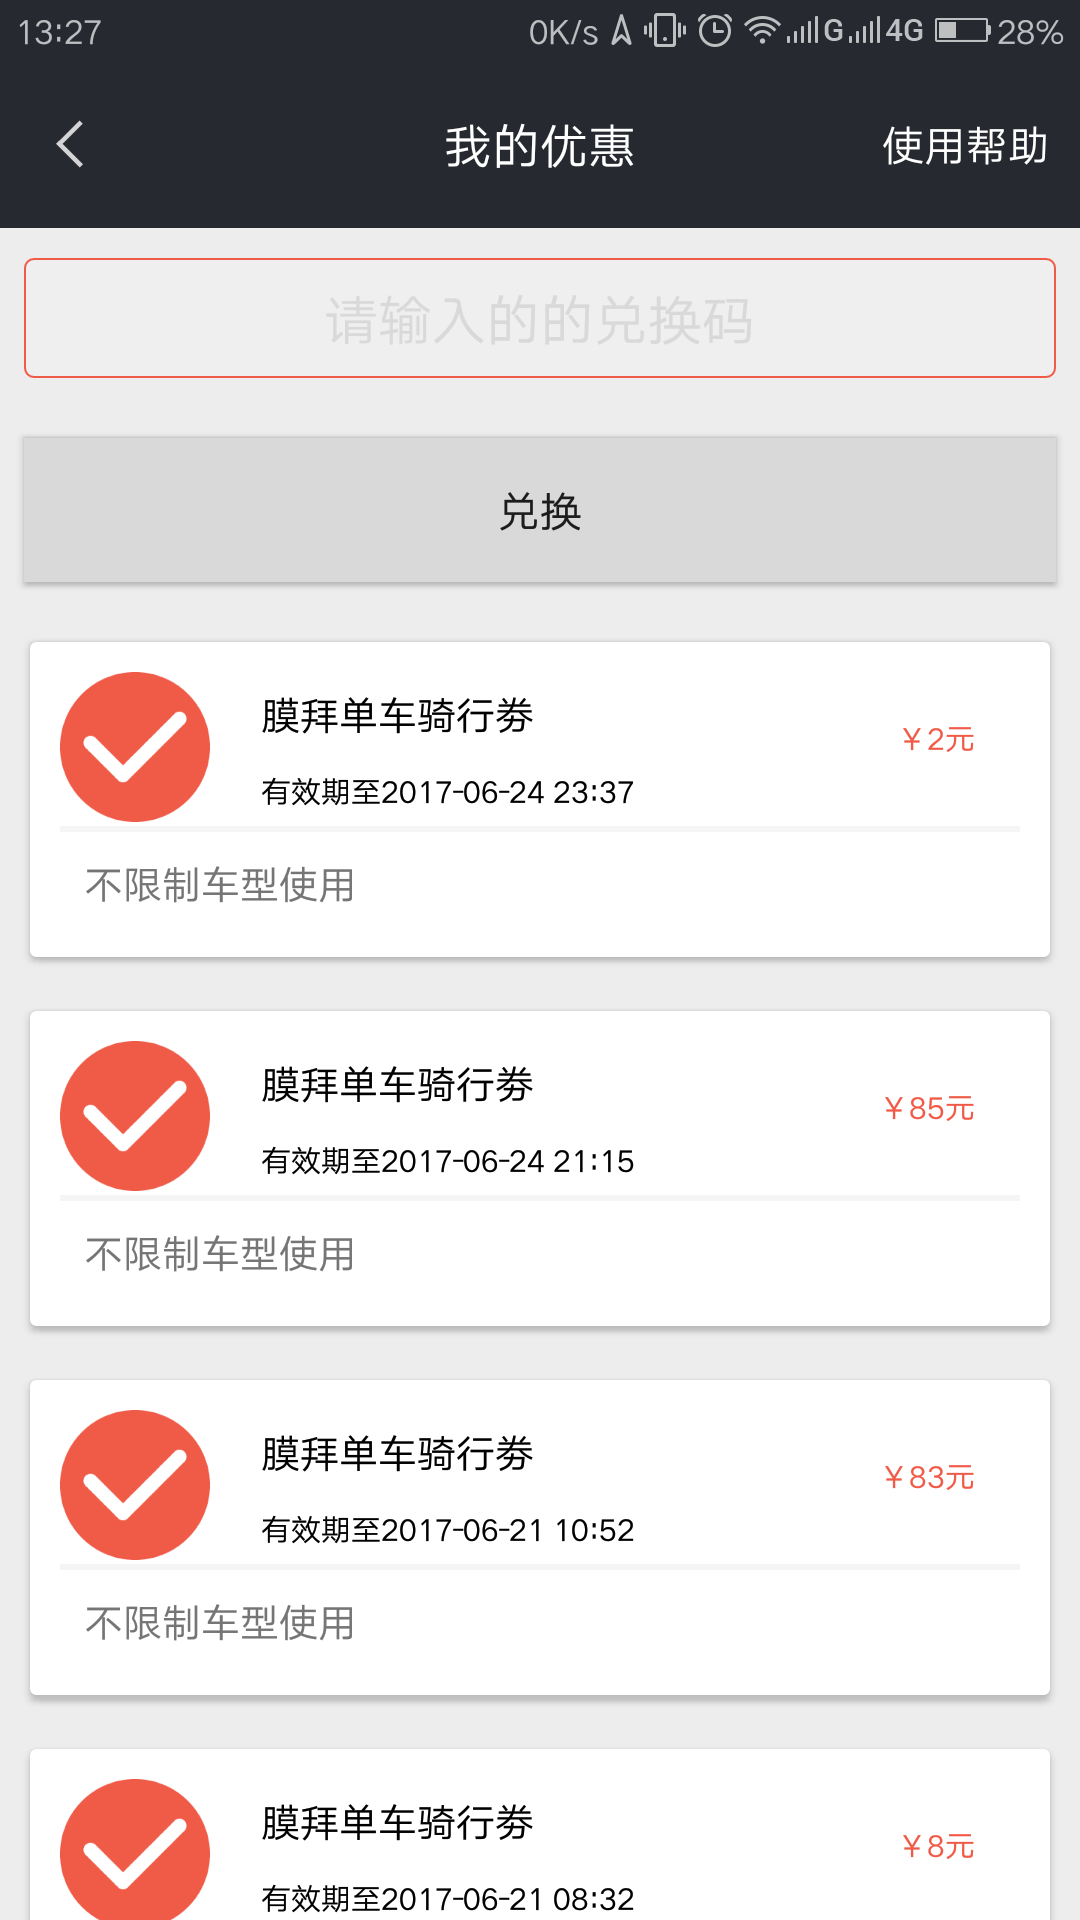 13:27 0K/s G 4G 28%
我的优惠 使用帮助
请输入的的兑换码
兑换
膜拜单车骑行券
¥2元
有效期至2017-06-24 23:37
不限制车型使用
膜拜单车骑行券
¥85元
有效期至2017-06-24 21:15
不限制车型使用
膜拜单车骑行券
¥83元
有效期至2017-06-21 10:52
不限制车型使用
膜拜单车骑行券
¥8元
有效期至2017-06-21 08:32